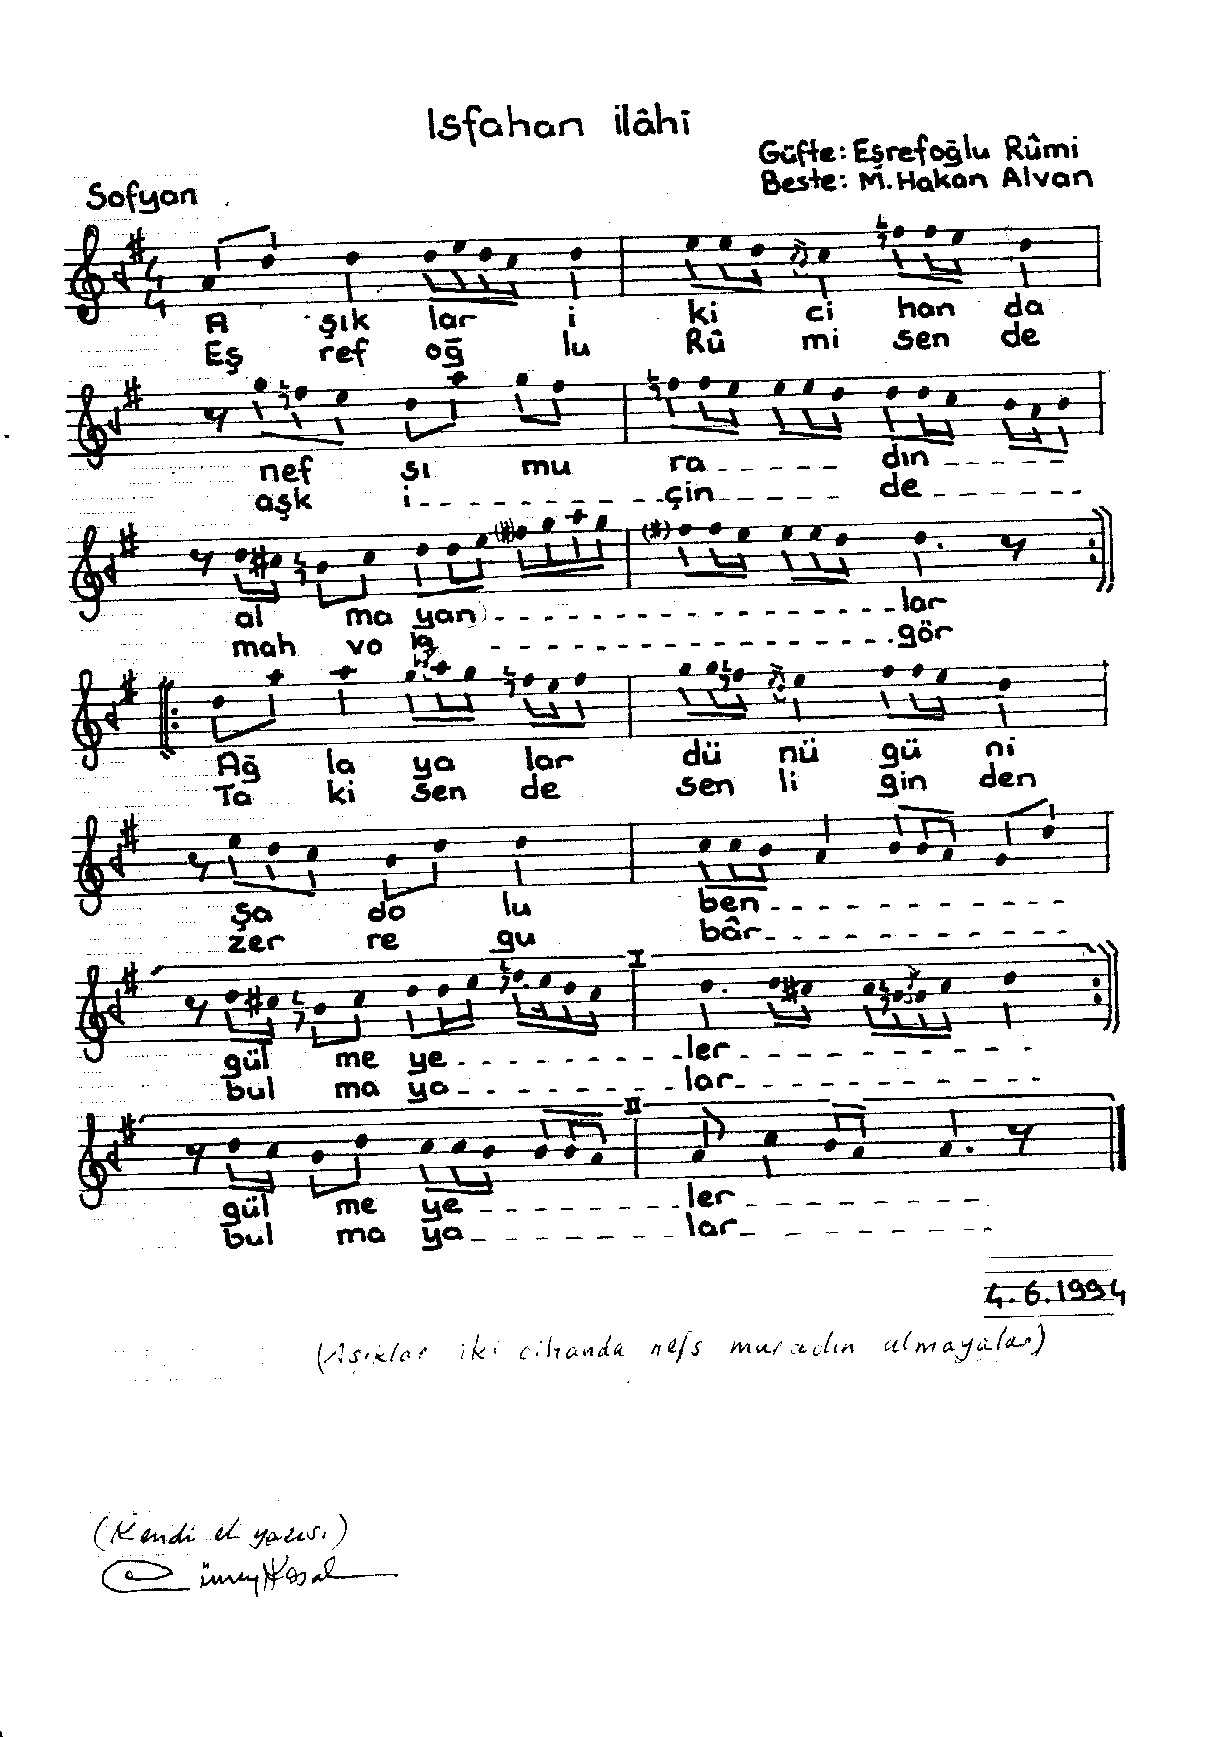 Isfahan ilâhî
Güfte: Eşrefoğlu Rûmi
Beste: M. Hakan Alvan
Sofyan
4
4
A şık lar i ki ci han da
Eş ref oğ lu Rû mi sen de
nef si mu ra - - - - - dın - - - - -
aşk i - - - - - - - - - çin - - - - - de - - - - - -
al ma yan - - - - - - - - - - - - - - - lar
mah vo la - - - - - - - - - - - - - - - gör
Ağ la ya lar dü nü gü ni
Ta ki sen de sen li gin den
şa do lu ben - - - - - - - - - - -
zer re gu bâr - - - - - - - - - - -
I
gül me ye - - - - - - - - - ler - - - - - - - - - - -
bul ma ya - - - - - - - - lar - - - - - - - - - - - -
II
gül me ye - - - - - - - - ler - - - - - - - - -
bul ma ya - - - - - - - - lar - - - - - - - - -
4.6.1994
(Aşıklar iki cihanda nefs muradın almayalar)
(Kendi el yazısı)